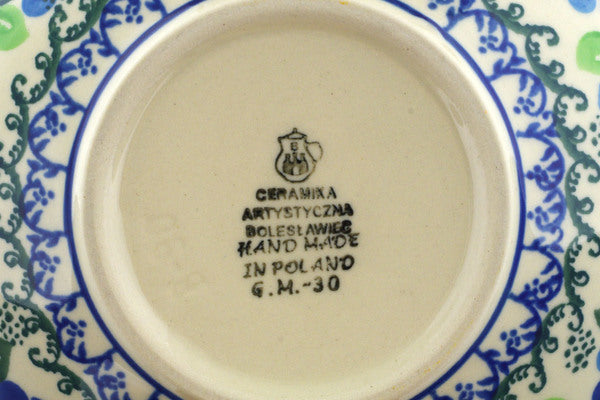 B
CERAMIKA
ARTYSTYCZNA
BOLESŁAWIEC
HAND MADE
IN POLAND
G.M.-30